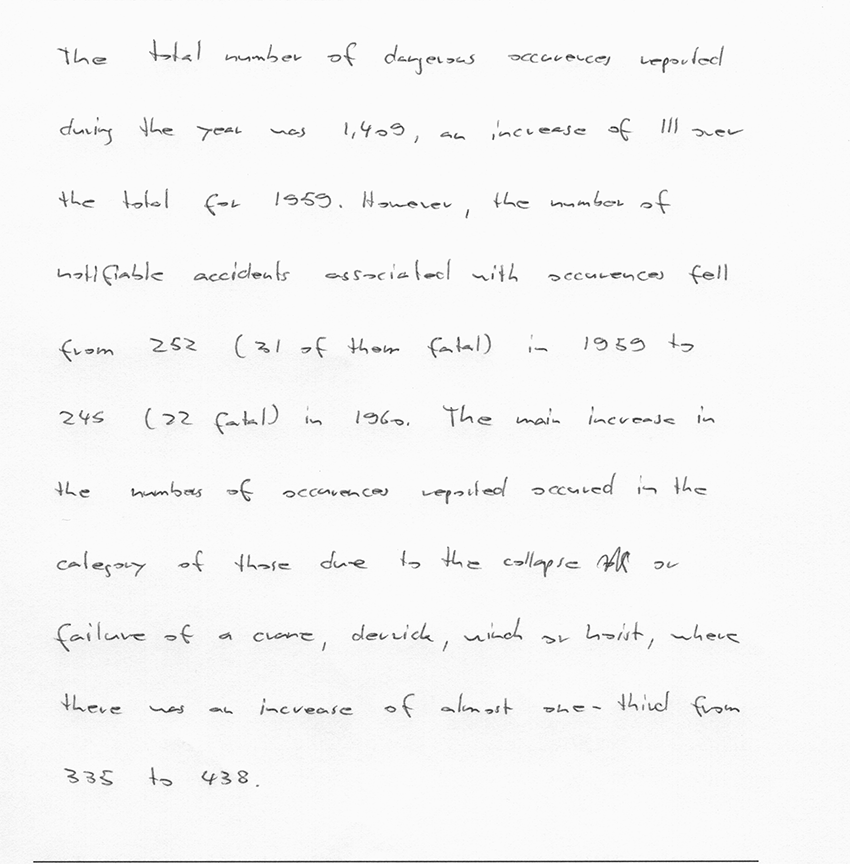 The total number of dangerous occurences reported
during the year was 1,409, an increase of 111 over
the total for 1959. However, the number of
notifiable accidents associated with occurences fell
from 252 (31 of them fatal) in 1959 to
245 (22 fatal) in 1960. The main increase in
the numbers of occurences reported occured in the
category of those due to the collapse or
failure of a crane, derrick, winch or hoist, where
there was an increase of almost one-third from
335 to 438.